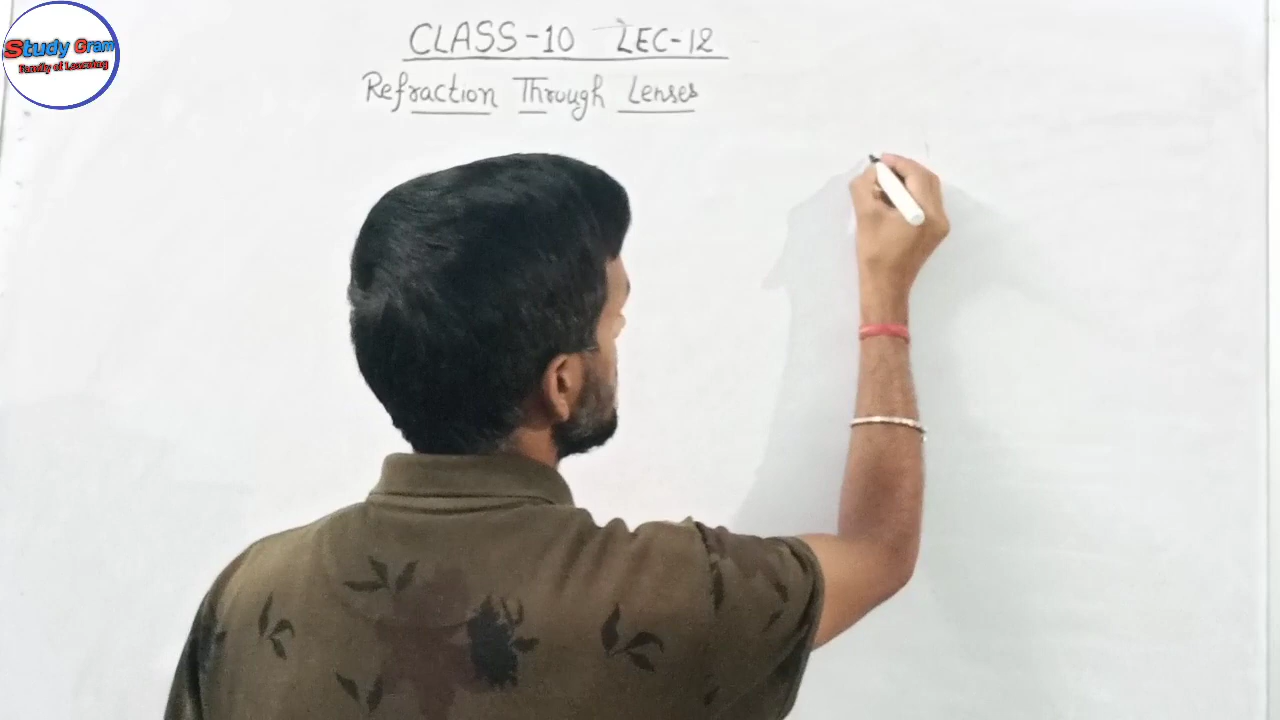 Study Gram
Family of Learning
CLASS-10 LEC-12
Refraction Through Lenses